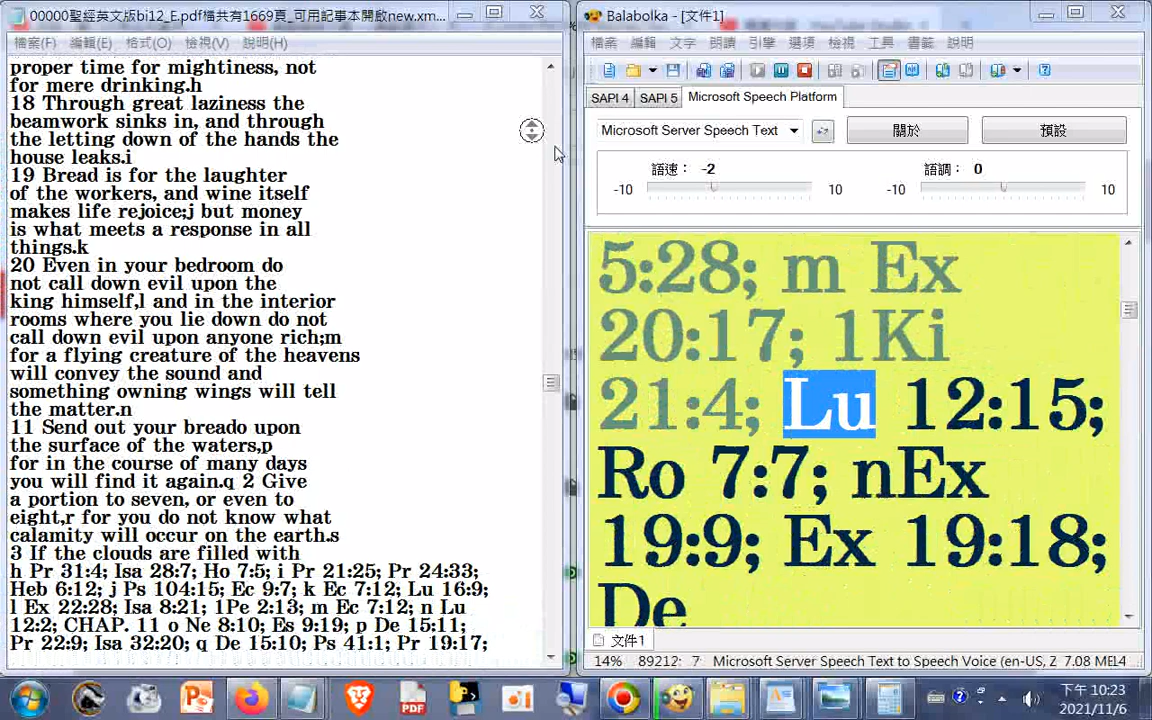 00000聖經英文版bi12_E.pdf檔共有1669頁_可用記事本開啟new.xm...
檔案(F) 編輯(E) 格式(O) 檢視(V) 說明(H)
proper time for mightiness, not
for mere drinking.h
18 Through great laziness the
beamwork sinks in, and through
the letting down of the hands the
house leaks.i
19 Bread is for the laughter
of the workers, and wine itself
makes life rejoice;j but money
is what meets a response in all
things.k
20 Even in your bedroom do
not call down evil upon the
king himself,l and in the interior
rooms where you lie down do not
call down evil upon anyone rich;m
for a flying creature of the heavens
will convey the sound and
something owning wings will tell
the matter.n
11 Send out your breado upon
the surface of the waters,p
for in the course of many days
you will find it again.q 2 Give
a portion to seven, or even to
eight,r for you do not know what
calamity will occur on the earth.s
3 If the clouds are filled with
h Pr 31:4; Isa 28:7; Ho 7:5; i Pr 21:25; Pr 24:33;
Heb 6:12; j Ps 104:15; Ec 9:7; k Ec 7:12; Lu 16:9;
l Ex 22:28; Isa 8:21; 1Pe 2:13; m Ec 7:12; n Lu
12:2; CHAP. 11 o Ne 8:10; Es 9:19; p De 15:11;
Pr 22:9; Isa 32:20; q De 15:10; Ps 41:1; Pr 19:17;
Balabolka - [文件1]
檔案 編輯 文字 朗讀 引擎 選項 檢視 工具 書籤 說明
SAPI 4 SAPI 5 Microsoft Speech Platform
Microsoft Server Speech Text 關於 預設
語速： -2 語調： 0
-10 10 -10 10
5:28; m Ex
20:17; 1Ki
21:4; Lu 12:15;
Ro 7:7; nEx
19:9; Ex 19:18;
De
文件1
14% 89212: 7 Microsoft Server Speech Text to Speech Voice (en-US, Z 7.08 ME
PDF
下午 10:23
2021/11/6